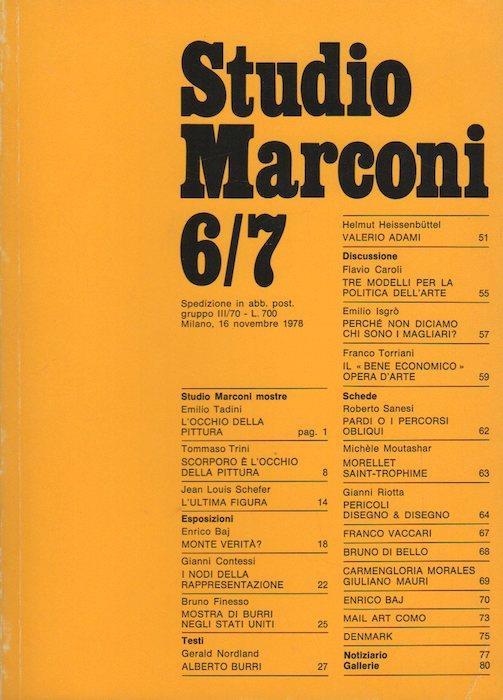 Studio
Marconi
6/7
Spedizione in abb. post.
gruppo III/70 - L. 700
Milano, 16 novembre 1978
Studio Marconi mostre
Emilio Tadini
L'OCCHIO DELLA
PITTURA pag. 1
Tommaso Trini
SCORPORO È L'OCCHIO
DELLA PITTURA 8
Jean Louis Schefer
L'ULTIMA FIGURA 14
Esposizioni
Enrico Baj
MONTE VERITÀ? 18
Gianni Contessi
I NODI DELLA
RAPPRESENTAZIONE 22
Bruno Finesso
MOSTRA DI BURRI
NEGLI STATI UNITI 25
Testi
Gerald Nordland
ALBERTO BURRI 27
Helmut Heissenbüttel
VALERIO ADAMI 51
Discussione
Flavio Caroli
TRE MODELLI PER LA
POLITICA DELL'ARTE 55
Emilio Isgrò
PERCHÉ NON DICIAMO
CHI SONO I MAGLIARI? 57
Franco Torriani
IL « BENE ECONOMICO »
OPERA D'ARTE 59
Schede
Roberto Sanesi
PARDI O I PERCORSI
OBLIQUI 62
Michèle Moutashar
MORELLET
SAINT-TROPHIME 63
Gianni Riotta
PERICOLI
DISEGNO & DISEGNO 64
FRANCO VACCARI 67
BRUNO DI BELLO 68
CARMENGLORIA MORALES
GIULIANO MAURI 69
ENRICO BAJ 70
MAIL ART COMO 73
DENMARK 75
Notiziario 77
Gallerie 80